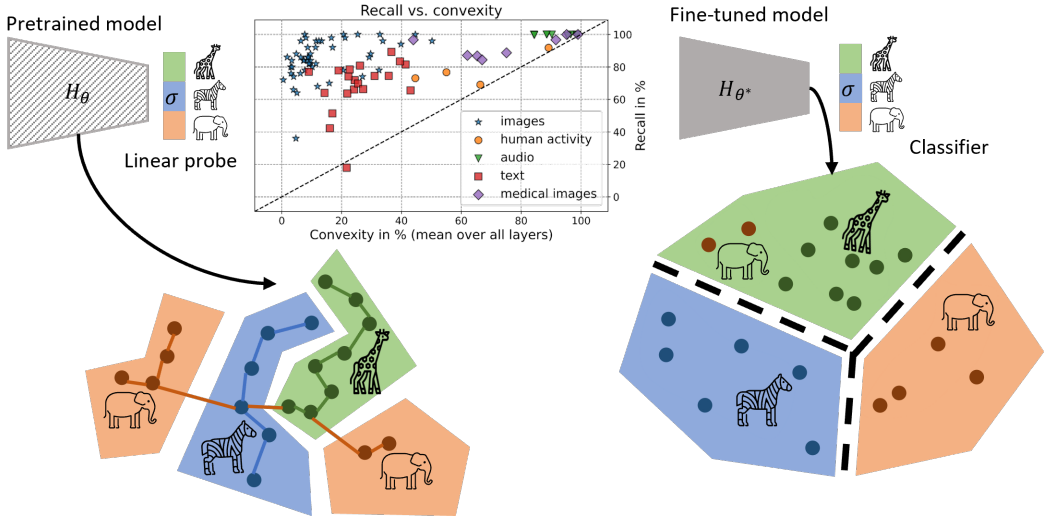 Pretrained model
H_θ
σ
Linear probe
Recall vs. convexity
100
80
60
40
20
0
Recall in %
images
human activity
audio
text
medical images
0
20
40
60
80
100
Convexity in % (mean over all layers)
Fine-tuned model
H_θ*
σ
Classifier